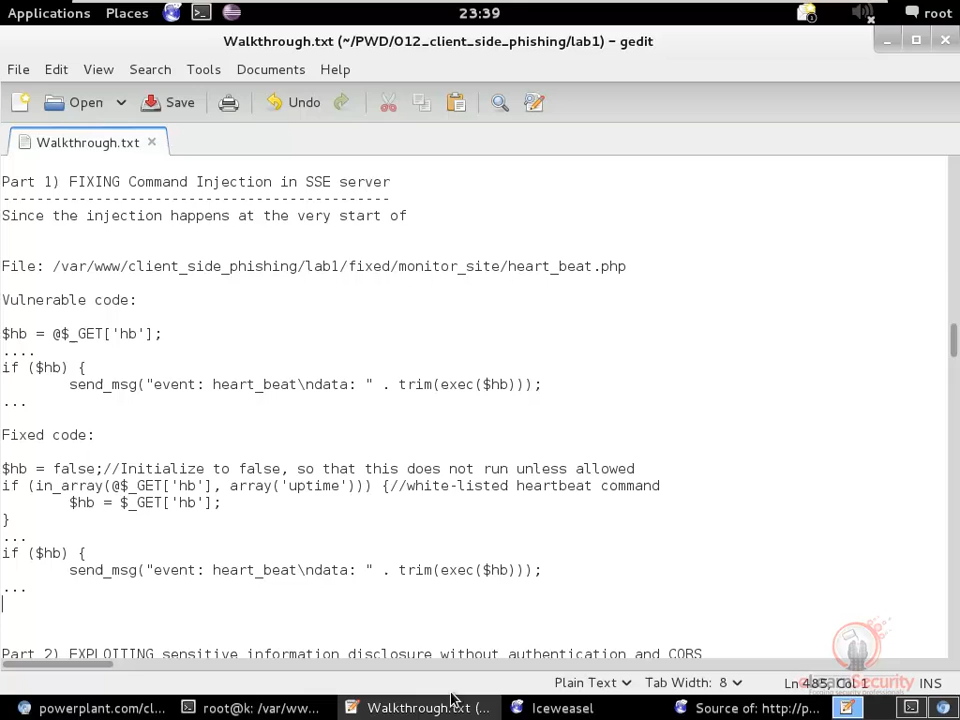 Applications Places 23:39 1 root
Walkthrough.txt (~/PWD/012_client_side_phishing/lab1) - gedit
File Edit View Search Tools Documents Help
Open Save Undo
Walkthrough.txt
Part 1) FIXING Command Injection in SSE server
----------------------------------------------
Since the injection happens at the very start of
File: /var/www/client_side_phishing/lab1/fixed/monitor_site/heart_beat.php
Vulnerable code:
$hb = @$_GET['hb'];
....
if ($hb) {
send_msg("event: heart_beat\ndata: " . trim(exec($hb)));
...
Fixed code:
$hb = false;//Initialize to false, so that this does not run unless allowed
if (in_array(@$_GET['hb'], array('uptime'))) {//white-listed heartbeat command
$hb = $_GET['hb'];
}
...
if ($hb) {
send_msg("event: heart_beat\ndata: " . trim(exec($hb)));
...
Part 2) EXPLOITING sensitive information disclosure without authentication and CORS
eLearnSecurity
Plain Text Tab Width: 8 Ln 485, Col 1 INS
powerplant.com/cl... root@k: /var/ww... Walkthrough.txt (... Iceweasel Source of: http://p...